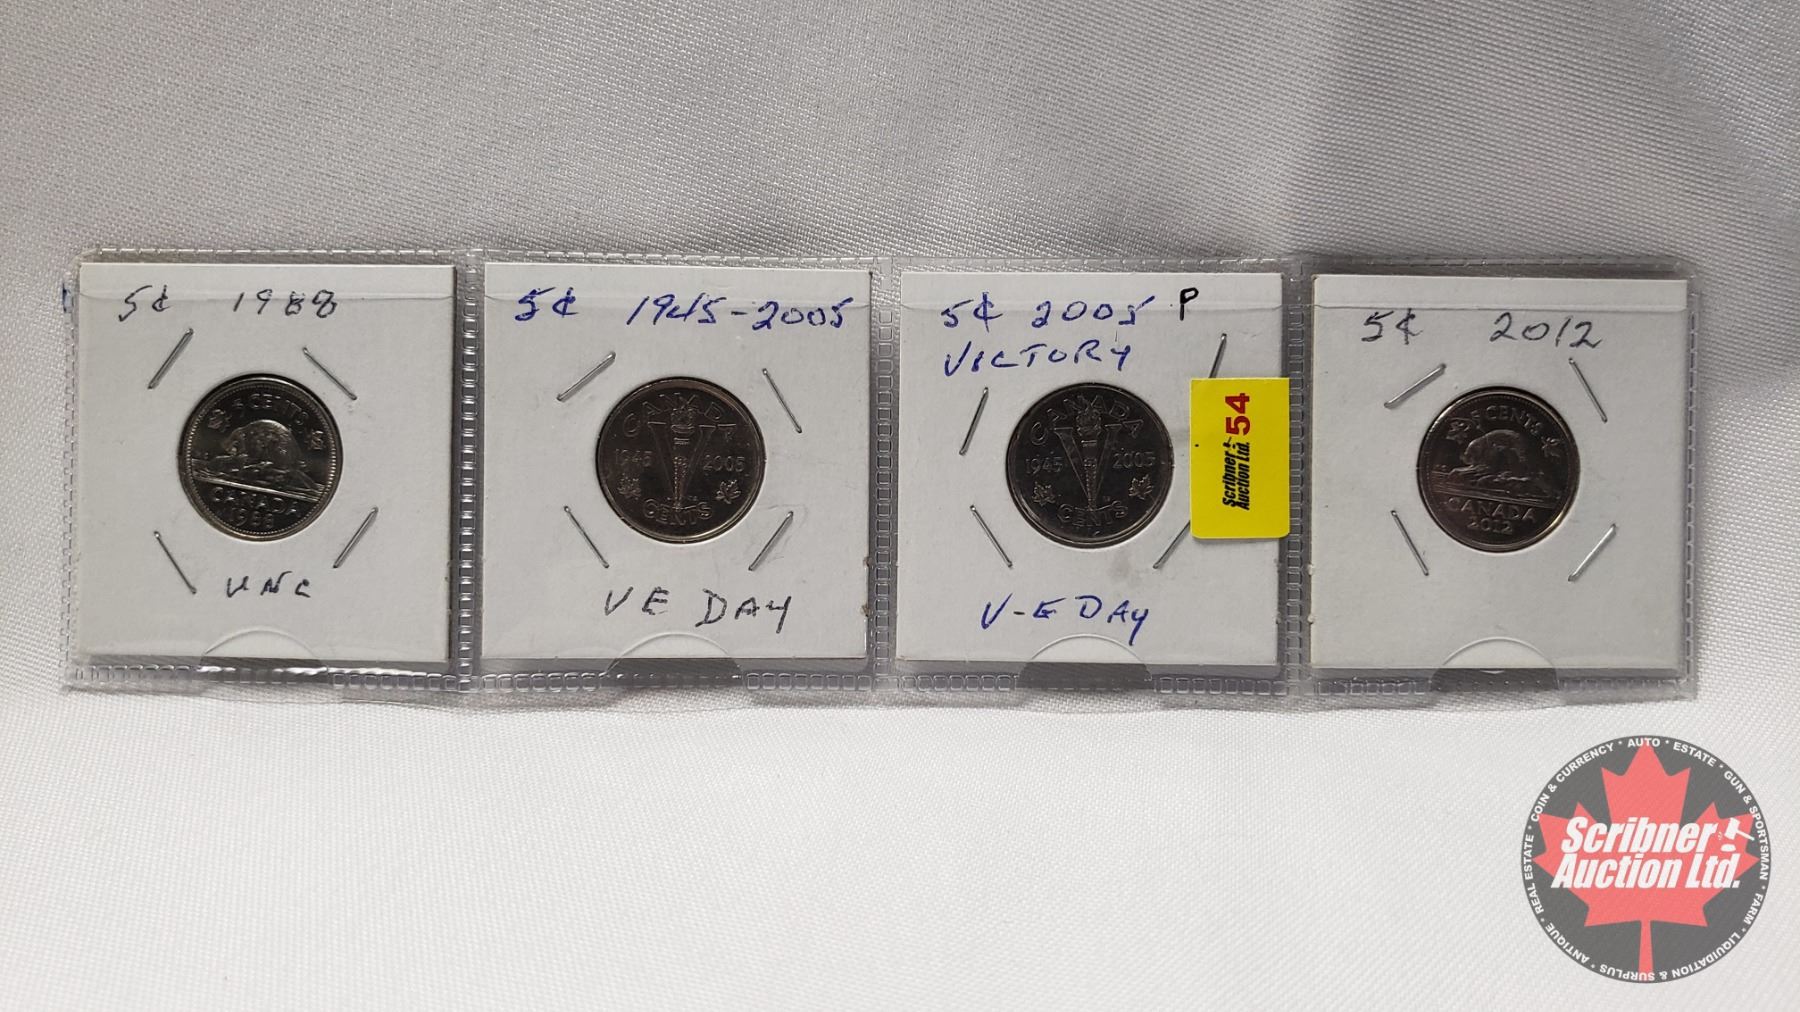 5¢ 1988
5 CENTS
CANADA
1988
UNC
5¢ 1945-2005
CANADA
1945 V 2005
CENTS
VE DAY
5¢ 2005 P
VICTORY
CANADA
1945 V 2005
CENTS
V-E DAY
54
Scribner
Auction Ltd.
5¢ 2012
5 CENTS
CANADA
2012
COIN & CURRENCY * AUTO * ESTATE * GUN & SPORTSMAN * FARM * LIQUIDATION & SURPLUS * ANTIQUE * REAL ESTATE *
Scribner
Auction Ltd.